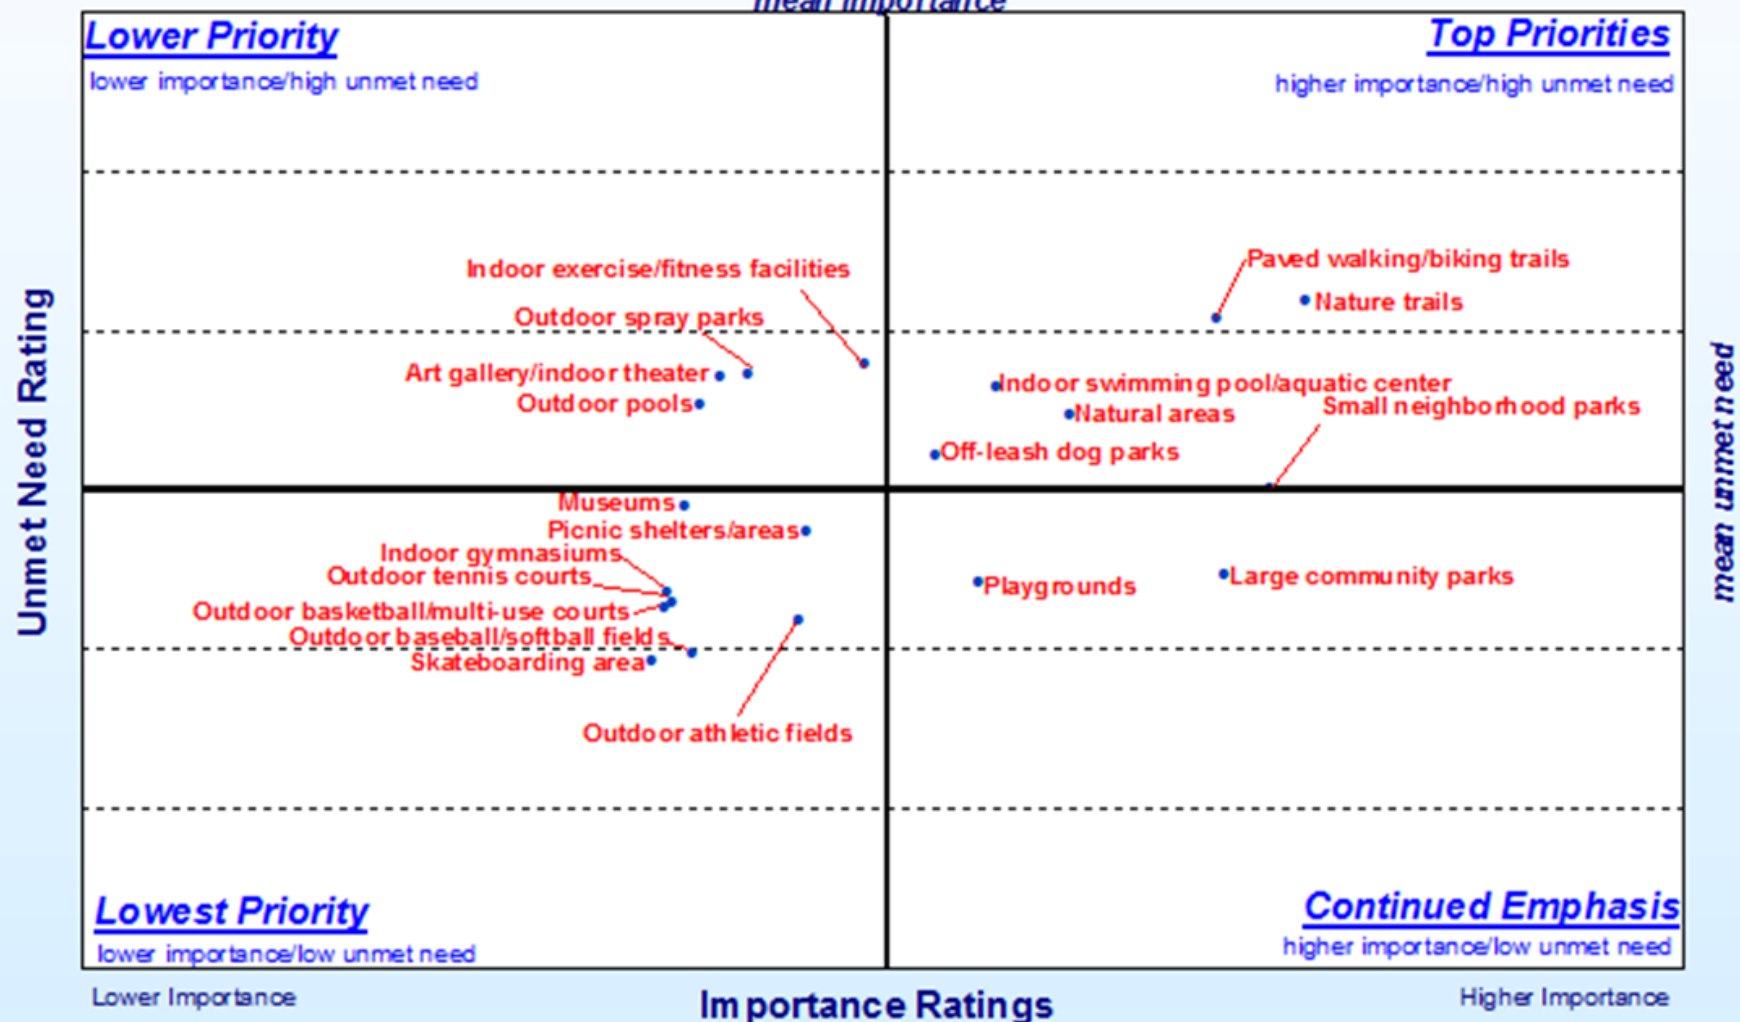 mean importance
Lower Priority
Top Priorities
lower importance/high unmet need
higher importance/high unmet need
Paved walking/biking trails
Indoor exercise/fitness facilities
Nature trails
Outdoor spray parks
Art gallery/indoor theater
Indoor swimming pool/aquatic center
Outdoor pools
Small neighborhood parks
Natural areas
Off-leash dog parks
Unmet Need Rating
mean unmet need
Museums
Picnic shelters/areas
Indoor gymnasiums
Outdoor tennis courts
Large community parks
Playgrounds
Outdoor basketball/multi-use courts
Outdoor baseball/softball fields
Skateboarding area
Outdoor athletic fields
Lowest Priority
Continued Emphasis
lower importance/low unmet need
higher importance/low unmet need
Lower Importance
Importance Ratings
Higher Importance